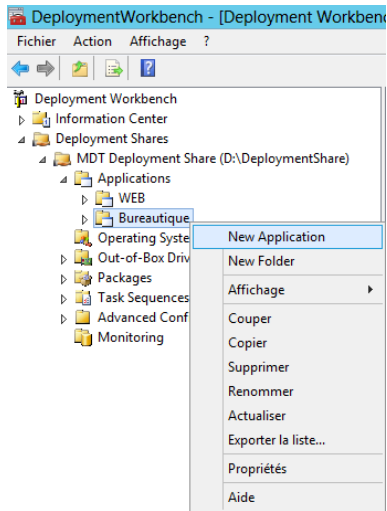 DeploymentWorkbench - [Deployment Workben
Fichier Action Affichage ?
Deployment Workbench
Information Center
Deployment Shares
MDT Deployment Share (D:\DeploymentShare)
Applications
WEB
Bureautique
Operating Syste
Out-of-Box Driv
Packages
Task Sequences
Advanced Conf
Monitoring
New Application
New Folder
Affichage
Couper
Copier
Supprimer
Renommer
Actualiser
Exporter la liste...
Propriétés
Aide